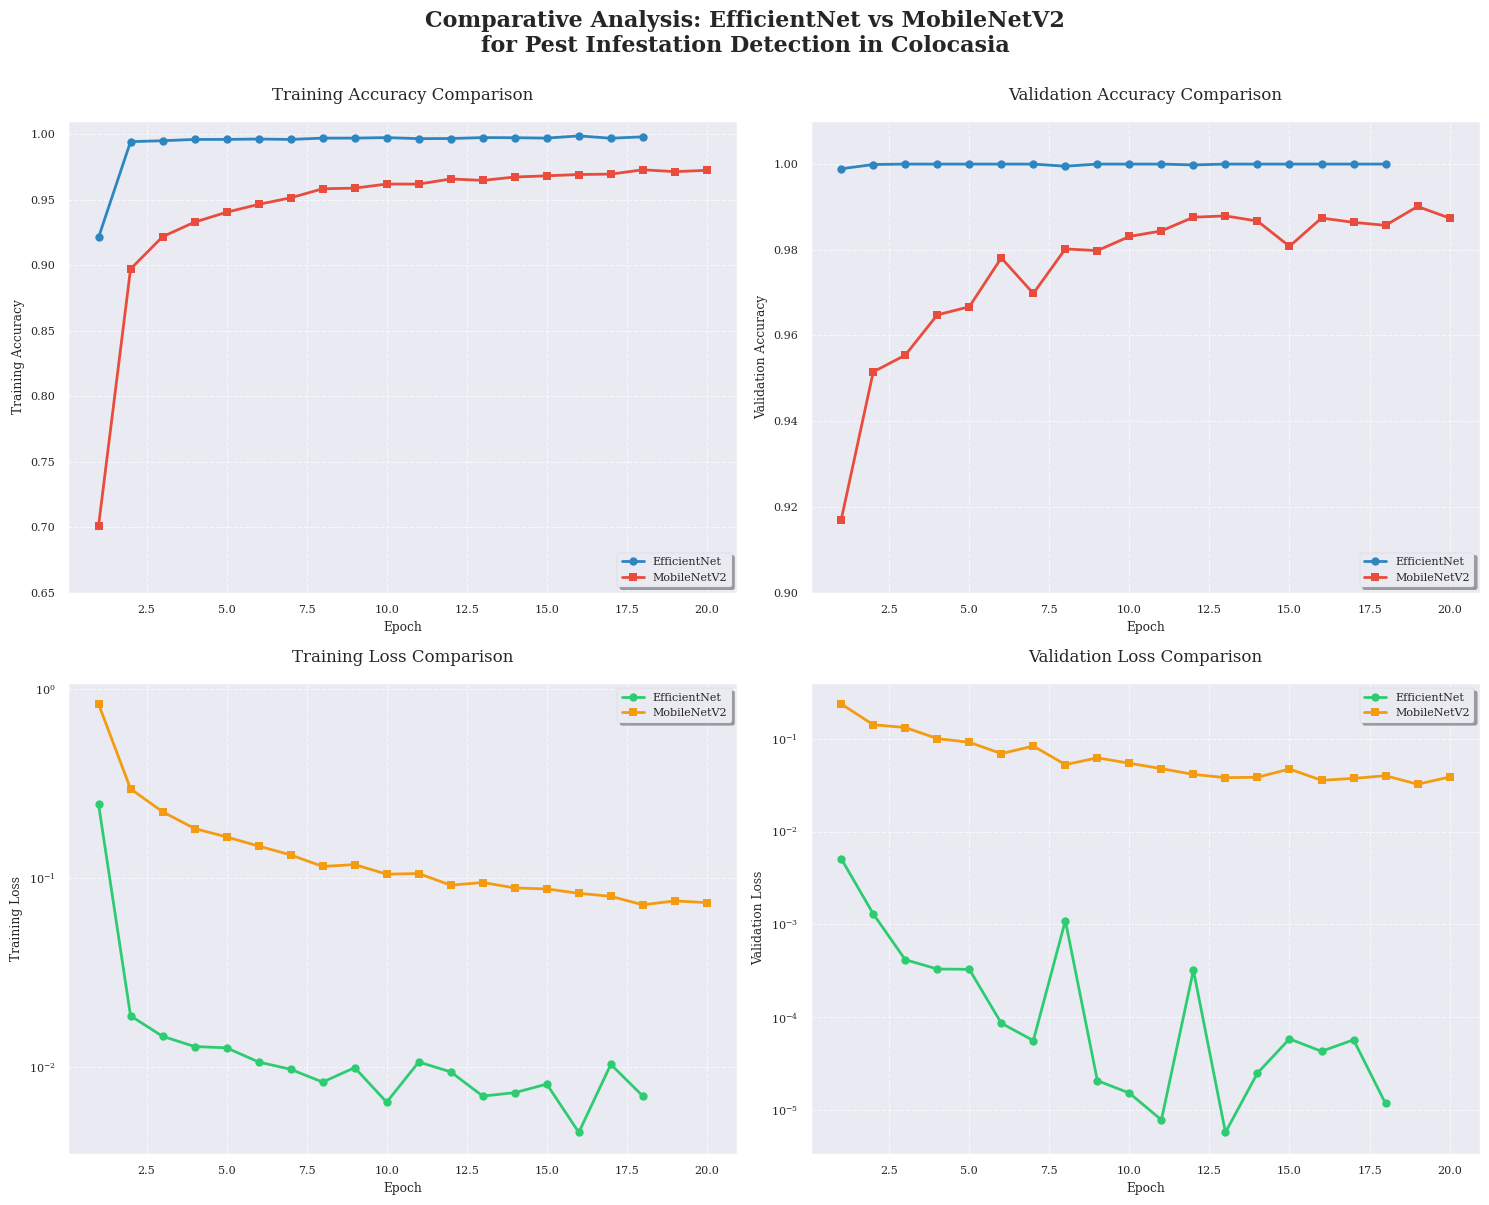 Comparative Analysis: EfficientNet vs MobileNetV2
for Pest Infestation Detection in Colocasia
Training Accuracy Comparison
Training Accuracy
1.00
0.95
0.90
0.85
0.80
0.75
0.70
0.65
EfficientNet
MobileNetV2
2.5 5.0 7.5 10.0 12.5 15.0 17.5 20.0
Epoch
Validation Accuracy Comparison
Validation Accuracy
1.00
0.98
0.96
0.94
0.92
0.90
EfficientNet
MobileNetV2
2.5 5.0 7.5 10.0 12.5 15.0 17.5 20.0
Epoch
Training Loss Comparison
Training Loss
10⁰
10⁻¹
10⁻²
EfficientNet
MobileNetV2
2.5 5.0 7.5 10.0 12.5 15.0 17.5 20.0
Epoch
Validation Loss Comparison
Validation Loss
10⁻¹
10⁻²
10⁻³
10⁻⁴
10⁻⁵
EfficientNet
MobileNetV2
2.5 5.0 7.5 10.0 12.5 15.0 17.5 20.0
Epoch